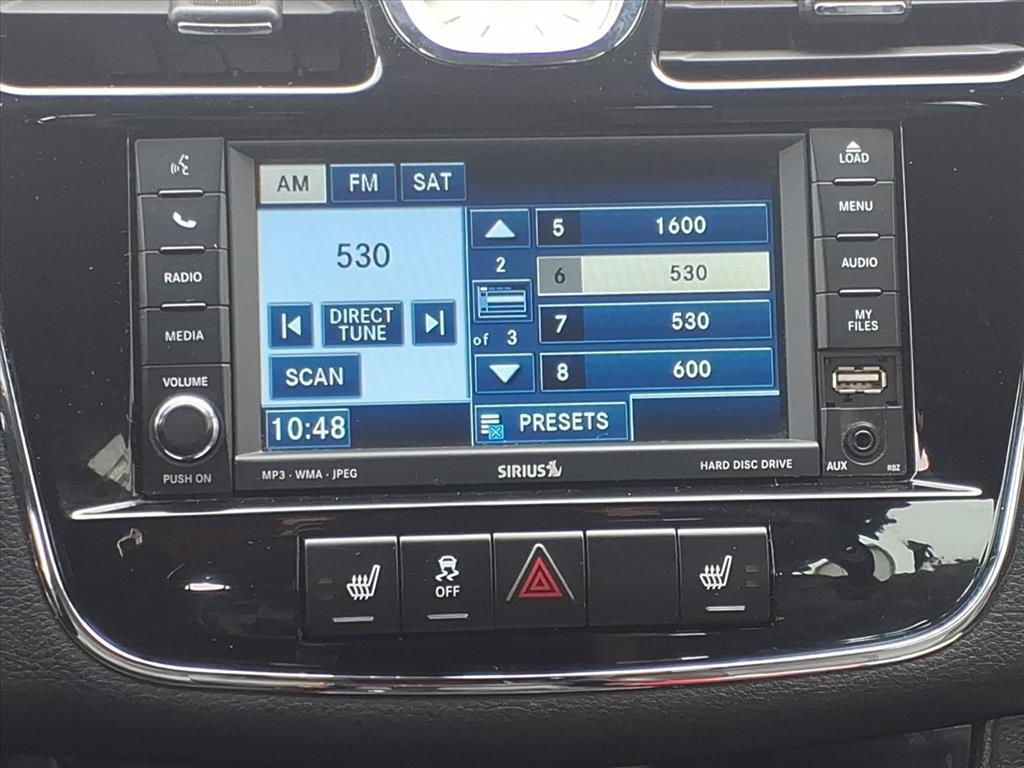 LOAD
MENU
AUDIO
MY
FILES
AUX
RBZ
RADIO
MEDIA
VOLUME
PUSH ON
AM FM SAT
530
DIRECT
TUNE
SCAN
10:48
2
of 3
5 1600
6 530
7 530
8 600
PRESETS
MP3 · WMA · JPEG
SIRIUS
HARD DISC DRIVE
OFF